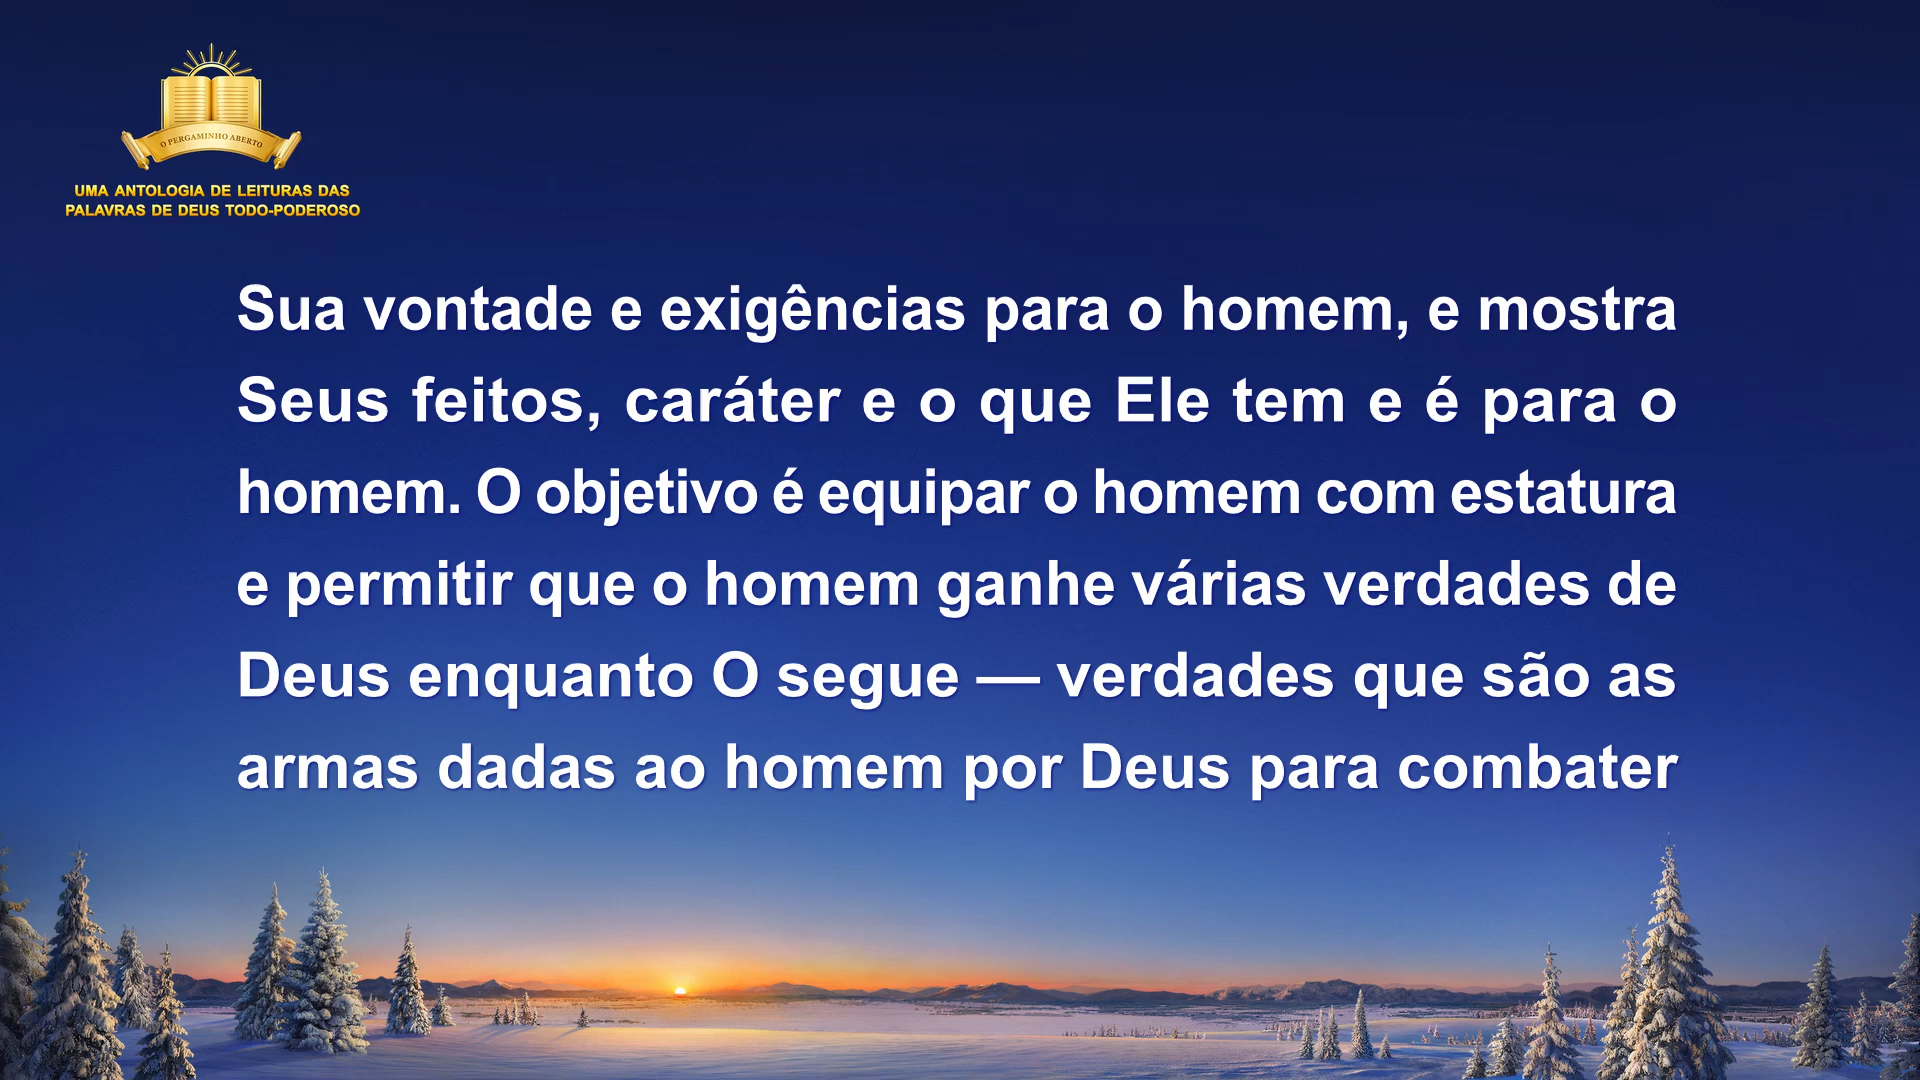 O PERGAMINHO ABERTO
UMA ANTOLOGIA DE LEITURAS DAS
PALAVRAS DE DEUS TODO-PODEROSO
Sua vontade e exigências para o homem, e mostra
Seus feitos, caráter e o que Ele tem e é para o
homem. O objetivo é equipar o homem com estatura
e permitir que o homem ganhe várias verdades de
Deus enquanto O segue — verdades que são as
armas dadas ao homem por Deus para combater